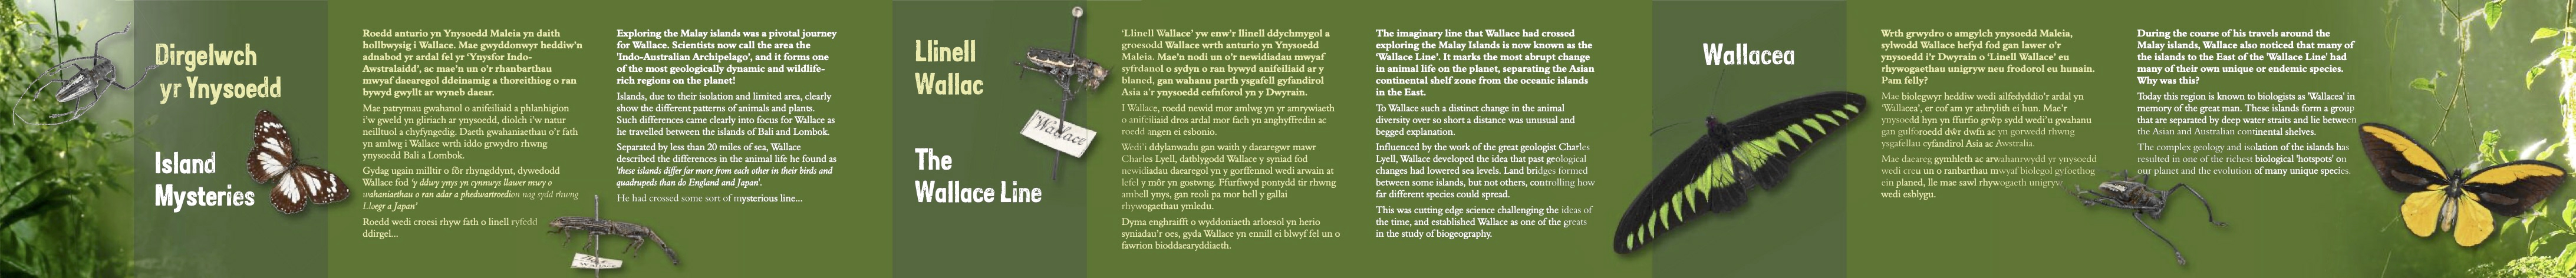 Dirgelwch
yr Ynysoedd
Island
Mysteries
Roedd anturio yn Ynysoedd Maleia yn daith
hollbwysig i Wallace. Mae gwyddonwyr heddiw'n
adnabod yr ardal fel yr 'Ynysfor Indo-
Awstralaidd', ac mae'n un o'r rhanbarthau
mwyaf daearegol ddeinamig a thoreithiog o ran
bywyd gwyllt ar wyneb daear.
Mae patrymau gwahanol o anifeiliaid a phlanhigion
i'w gweld yn gliriach ar ynysoedd, diolch i'w natur
neilltuol a chyfyngedig. Daeth gwahaniaethau o'r fath
yn amlwg i Wallace wrth iddo grwydro rhwng
ynysoedd Bali a Lombok.
Gydag ugain milltir o fôr rhyngddynt, dywedodd
Wallace fod 'y ddwy ynys yn cynnwys llawer mwy o
wahaniaethau o ran adar a phedwartroedion nag sydd rhwng
Lloegr a Japan'
Roedd wedi croesi rhyw fath o linell ryfedd
ddirgel...
Exploring the Malay islands was a pivotal journey
for Wallace. Scientists now call the area the
'Indo-Australian Archipelago', and it forms one
of the most geologically dynamic and wildlife-
rich regions on the planet!
Islands, due to their isolation and limited area, clearly
show the different patterns of animals and plants.
Such differences came clearly into focus for Wallace as
he travelled between the islands of Bali and Lombok.
Separated by less than 20 miles of sea, Wallace
described the differences in the animal life he found as
'these islands differ far more from each other in their birds and
quadrupeds than do England and Japan'.
He had crossed some sort of mysterious line...
Llinell
Wallac
The
Wallace Line
Wallace
'Llinell Wallace' yw enw'r llinell ddychmygol a
groesodd Wallace wrth anturio yn Ynysoedd
Maleia. Mae'n nodi un o'r newidiadau mwyaf
syfrdanol o sydyn o ran bywyd anifeiliaid ar y
blaned, gan wahanu parth ysgafell gyfandirol
Asia a'r ynysoedd cefnforol yn y Dwyrain.
I Wallace, roedd newid mor amlwg yn yr amrywiaeth
o anifeiliaid dros ardal mor fach yn anghyffredin ac
roedd angen ei esbonio.
Wedi'i ddylanwadu gan waith y daearegwr mawr
Charles Lyell, datblygodd Wallace y syniad fod
newidiadau daearegol yn y gorffennol wedi arwain at
lefel y môr yn gostwng. Ffurfiwyd pontydd tir rhwng
ambell ynys, gan reoli pa mor bell y gallai
rhywogaethau ymledu.
Dyma enghraifft o wyddoniaeth arloesol yn herio
syniadau'r oes, gyda Wallace yn ennill ei blwyf fel un o
fawrion bioddaearyddiaeth.
The imaginary line that Wallace had crossed
exploring the Malay Islands is now known as the
'Wallace Line'. It marks the most abrupt change
in animal life on the planet, separating the Asian
continental shelf zone from the oceanic islands
in the East.
To Wallace such a distinct change in the animal
diversity over so short a distance was unusual and
begged explanation.
Influenced by the work of the great geologist Charles
Lyell, Wallace developed the idea that past geological
changes had lowered sea levels. Land bridges formed
between some islands, but not others, controlling how
far different species could spread.
This was cutting edge science challenging the ideas of
the time, and established Wallace as one of the greats
in the study of biogeography.
Wallacea
Wrth grwydro o amgylch ynysoedd Maleia,
sylwodd Wallace hefyd fod gan lawer o'r
ynysoedd i'r Dwyrain o 'Linell Wallace' eu
rhywogaethau unigryw neu frodorol eu hunain.
Pam felly?
Mae biolegwyr heddiw wedi ailfedyddio'r ardal yn
'Wallacea', er cof am yr athrylith ei hun. Mae'r
ynysoedd hyn yn ffurfio grŵp sydd wedi'u gwahanu
gan gulforoedd dŵr dwfn ac yn gorwedd rhwng
ysgafellau cyfandirol Asia ac Awstralia.
Mae daeareg gymhleth ac arwahanrwydd yr ynysoedd
wedi creu un o ranbarthau mwyaf biolegol gyfoethog
ein planed, lle mae sawl rhywogaeth unigryw
wedi esblygu.
During the course of his travels around the
Malay islands, Wallace also noticed that many of
the islands to the East of the 'Wallace Line' had
many of their own unique or endemic species.
Why was this?
Today this region is known to biologists as 'Wallacea' in
memory of the great man. These islands form a group
that are separated by deep water straits and lie between
the Asian and Australian continental shelves.
The complex geology and isolation of the islands has
resulted in one of the richest biological 'hotspots' on
our planet and the evolution of many unique species.